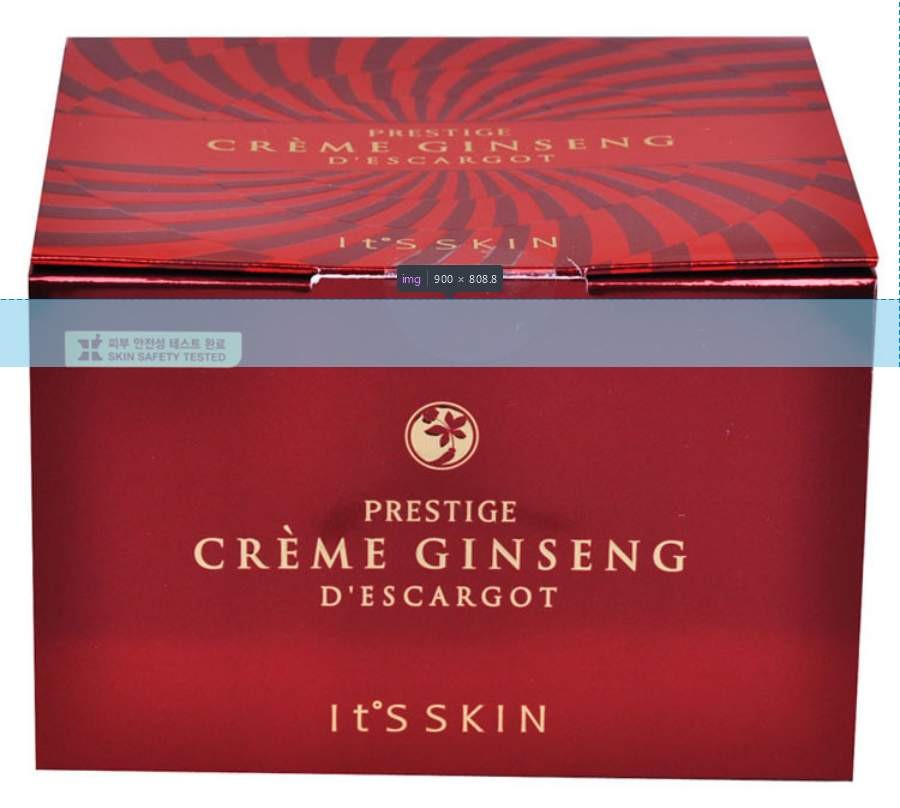 PRESTIGE
CRÈME GINSENG
D'ESCARGOT
It'S SKIN
img 900 × 808.8
피부 안전성 테스트 완료
SKIN SAFETY TESTED
PRESTIGE
CRÈME GINSENG
D'ESCARGOT
It'S SKIN